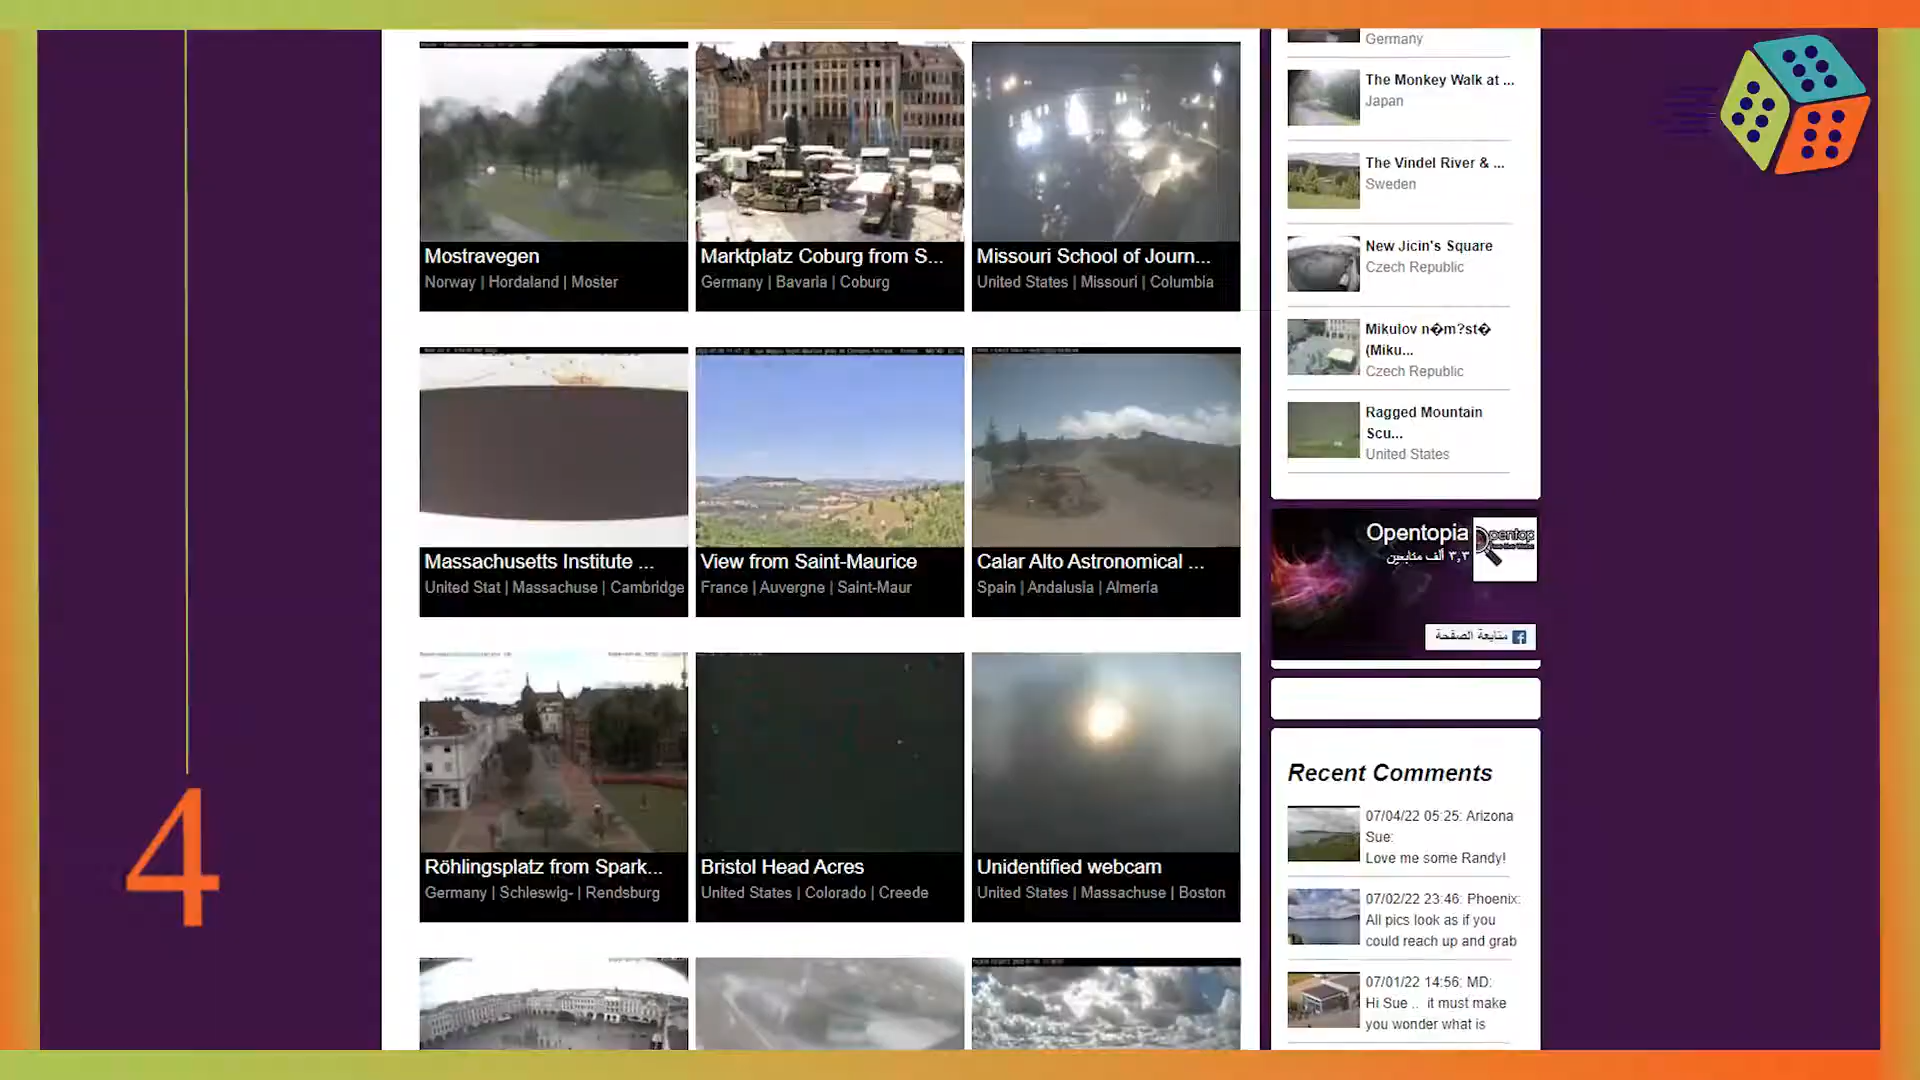 Germany
The Monkey Walk at ...
Japan
The Vindel River & ...
Sweden
New Jicin's Square
Czech Republic
Mikulov n�m?st�
(Miku...
Czech Republic
Ragged Mountain
Scu...
United States
Mostravegen
Norway | Hordaland | Moster
Marktplatz Coburg from S...
Germany | Bavaria | Coburg
Missouri School of Journ...
United States | Missouri | Columbia
Massachusetts Institute ...
United Stat | Massachuse | Cambridge
View from Saint-Maurice
France | Auvergne | Saint-Maur
Calar Alto Astronomical ...
Spain | Andalusia | Almería
Opentopia
٣٫٣ ألف متابعين
متابعة الصفحة
Röhlingsplatz from Spark...
Germany | Schleswig- | Rendsburg
Bristol Head Acres
United States | Colorado | Creede
Unidentified webcam
United States | Massachuse | Boston
Recent Comments
07/04/22 05:25: Arizona
Sue:
Love me some Randy!
07/02/22 23:46: Phoenix:
All pics look as if you
could reach up and grab
07/01/22 14:56: MD:
Hi Sue .. it must make
you wonder what is
4